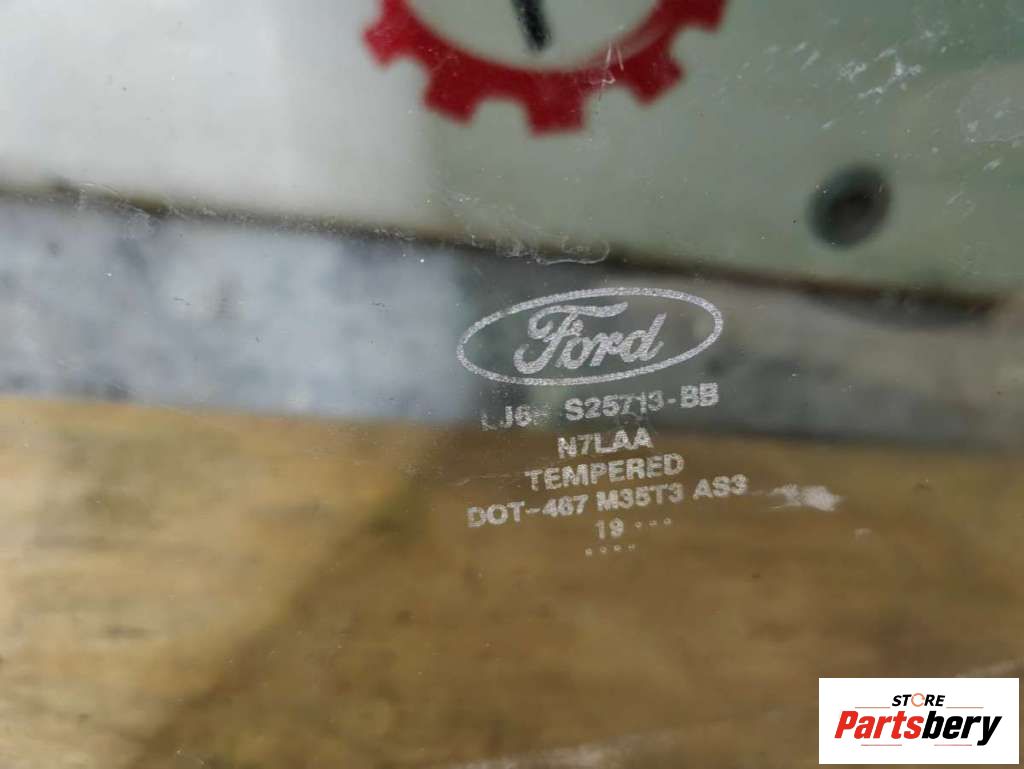 Ford
S25713-BB
N7LAA
TEMPERED
DOT-467 M35T3 AS3
19
STORE
Partsbery